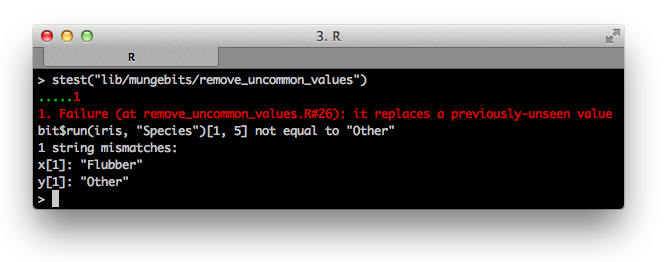 3. R
R
> stest("lib/mungebits/remove_uncommon_values")
.....1
1. Failure (at remove_uncommon_values.R#26): it replaces a previously-unseen value
bit$run(iris, "Species")[1, 5] not equal to "Other"
1 string mismatches:
x[1]: "Flubber"
y[1]: "Other"
>